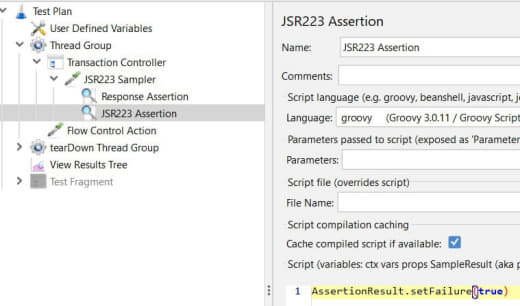 Test Plan
User Defined Variables
Thread Group
Transaction Controller
JSR223 Sampler
Response Assertion
JSR223 Assertion
Flow Control Action
tearDown Thread Group
View Results Tree
Test Fragment
JSR223 Assertion
Name: JSR223 Assertion
Comments:
Script language (e.g. groovy, beanshell, javascript, je
Language: groovy (Groovy 3.0.11 / Groovy Script
Parameters passed to script (exposed as 'Parameter
Parameters:
Script file (overrides script)
File Name:
Script compilation caching
Cache compiled script if available:
Script (variables: ctx vars props SampleResult (aka p
1 AssertionResult.setFailure(true)